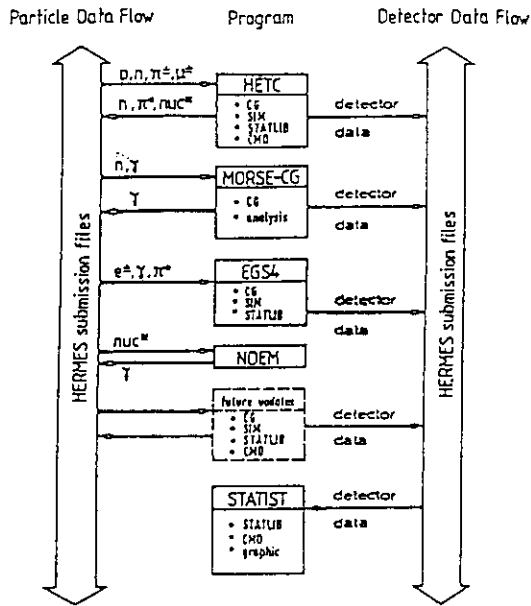 Particle Data Flow
Program
Detector Data Flow
p, n, π±, μ±
HETC
n, π°, nuc*
• CG
• SIM
• STATLIB
• CMD
detector
data
n, γ
MORSE-CG
γ
• CG
• analysis
detector
data
e±, γ, π°
EGS4
• CG
• SIM
• STATLIB
detector
data
nuc*
NOEM
γ
future modules
• CG
• SIM
• STATLIB
• CMD
detector
data
STATIST
• STATLIB
• CMD
• graphic
detector
data
HERMES submission files
HERMES submission files